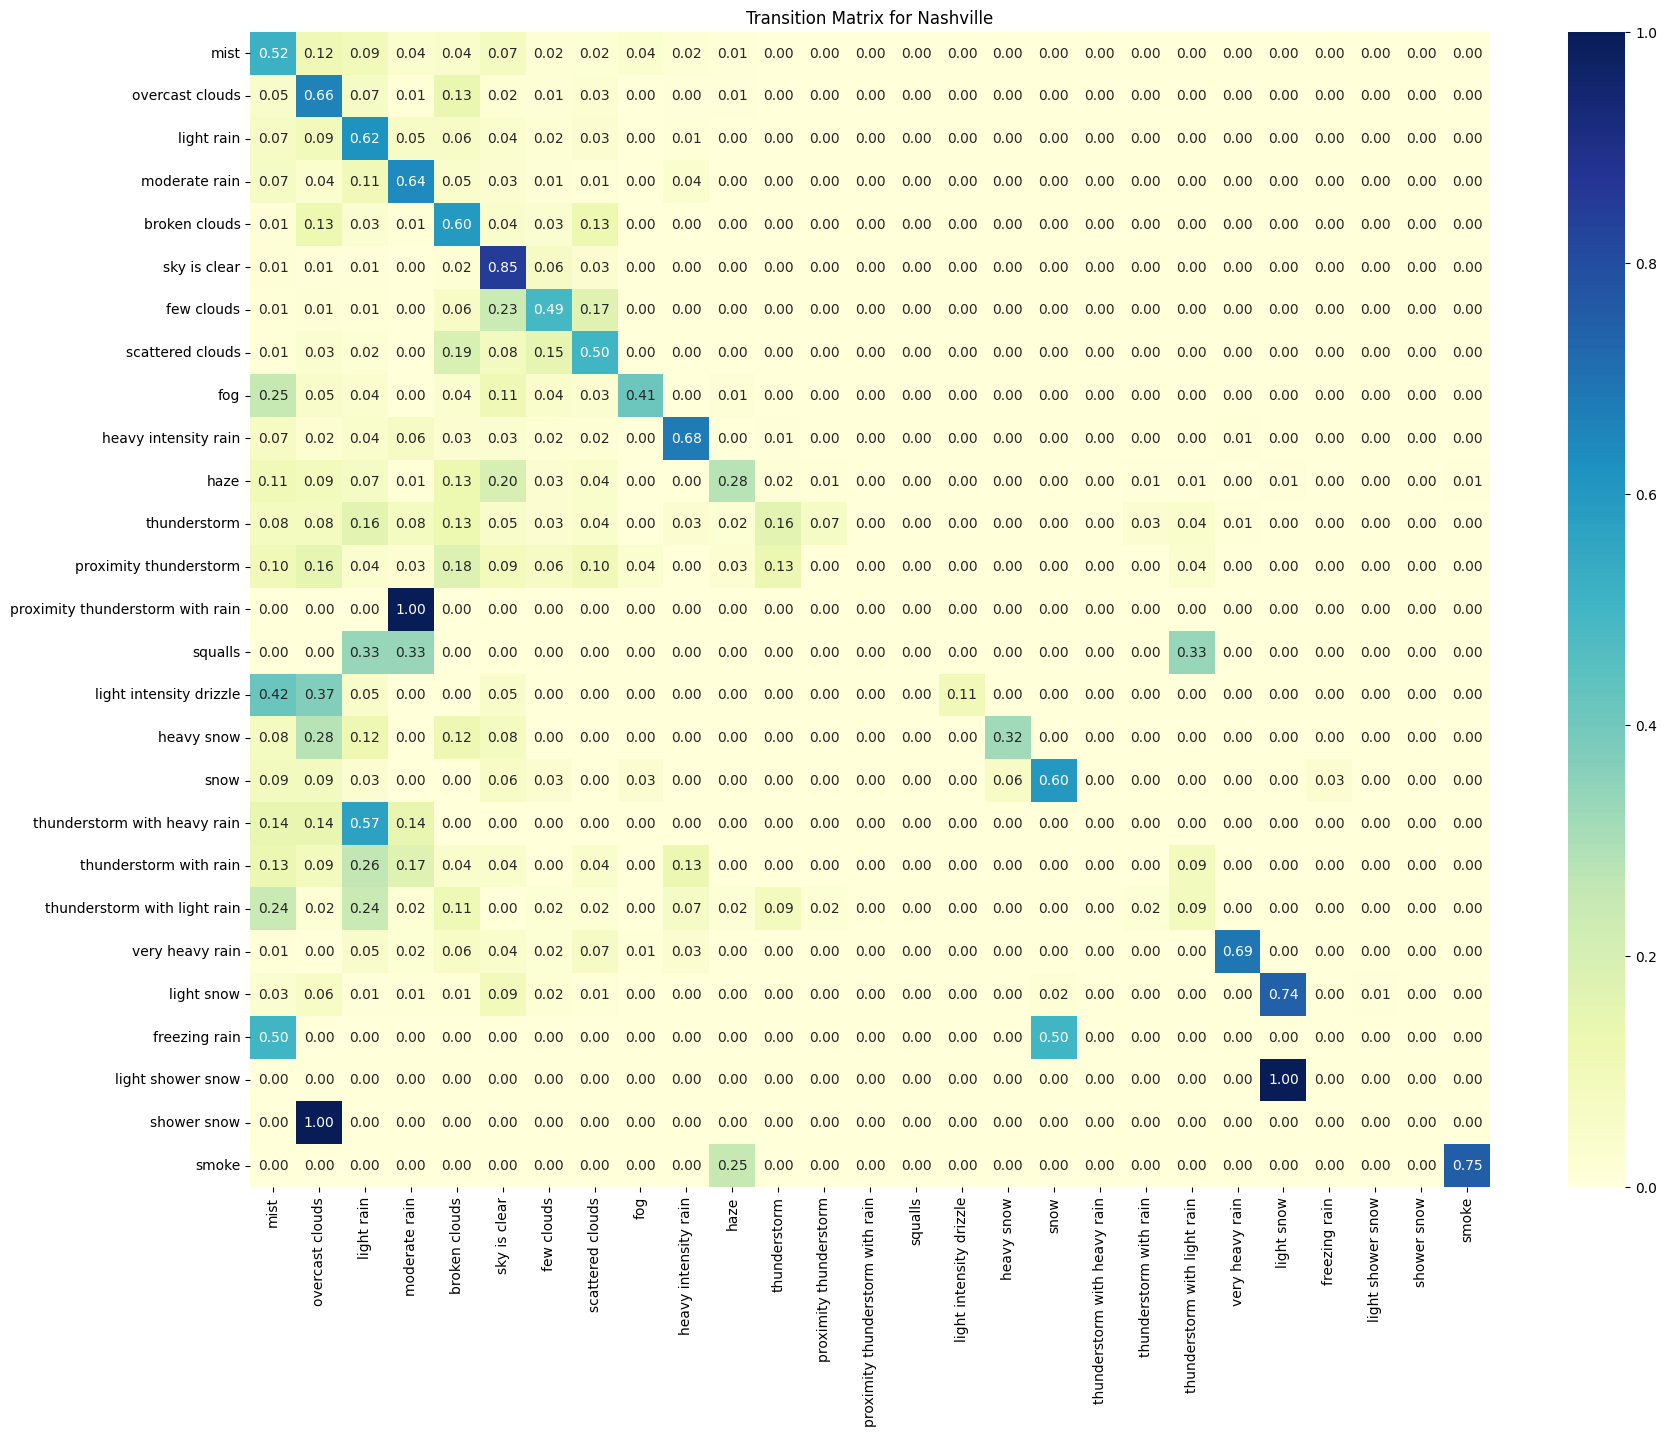 Transition Matrix for Nashville
mist 0.52 0.12 0.09 0.04 0.04 0.07 0.02 0.02 0.04 0.02 0.01 0.00 0.00 0.00 0.00 0.00 0.00 0.00 0.00 0.00 0.00 0.00 0.00 0.00 0.00 0.00 0.00
overcast clouds 0.05 0.66 0.07 0.01 0.13 0.02 0.01 0.03 0.00 0.00 0.01 0.00 0.00 0.00 0.00 0.00 0.00 0.00 0.00 0.00 0.00 0.00 0.00 0.00 0.00 0.00 0.00
light rain 0.07 0.09 0.62 0.05 0.06 0.04 0.02 0.03 0.00 0.01 0.00 0.00 0.00 0.00 0.00 0.00 0.00 0.00 0.00 0.00 0.00 0.00 0.00 0.00 0.00 0.00 0.00
moderate rain 0.07 0.04 0.11 0.64 0.05 0.03 0.01 0.01 0.00 0.04 0.00 0.00 0.00 0.00 0.00 0.00 0.00 0.00 0.00 0.00 0.00 0.00 0.00 0.00 0.00 0.00 0.00
broken clouds 0.01 0.13 0.03 0.01 0.60 0.04 0.03 0.13 0.00 0.00 0.00 0.00 0.00 0.00 0.00 0.00 0.00 0.00 0.00 0.00 0.00 0.00 0.00 0.00 0.00 0.00 0.00
sky is clear 0.01 0.01 0.01 0.00 0.02 0.85 0.06 0.03 0.00 0.00 0.00 0.00 0.00 0.00 0.00 0.00 0.00 0.00 0.00 0.00 0.00 0.00 0.00 0.00 0.00 0.00 0.00
few clouds 0.01 0.01 0.01 0.00 0.06 0.23 0.49 0.17 0.00 0.00 0.00 0.00 0.00 0.00 0.00 0.00 0.00 0.00 0.00 0.00 0.00 0.00 0.00 0.00 0.00 0.00 0.00
scattered clouds 0.01 0.03 0.02 0.00 0.19 0.08 0.15 0.50 0.00 0.00 0.00 0.00 0.00 0.00 0.00 0.00 0.00 0.00 0.00 0.00 0.00 0.00 0.00 0.00 0.00 0.00 0.00
fog 0.25 0.05 0.04 0.00 0.04 0.11 0.04 0.03 0.41 0.00 0.01 0.00 0.00 0.00 0.00 0.00 0.00 0.00 0.00 0.00 0.00 0.00 0.00 0.00 0.00 0.00 0.00
heavy intensity rain 0.07 0.02 0.04 0.06 0.03 0.03 0.02 0.02 0.00 0.68 0.00 0.01 0.00 0.00 0.00 0.00 0.00 0.00 0.00 0.00 0.00 0.01 0.00 0.00 0.00 0.00 0.00
haze 0.11 0.09 0.07 0.01 0.13 0.20 0.03 0.04 0.00 0.00 0.28 0.02 0.01 0.00 0.00 0.00 0.00 0.00 0.00 0.01 0.01 0.00 0.01 0.00 0.00 0.00 0.01
thunderstorm 0.08 0.08 0.16 0.08 0.13 0.05 0.03 0.04 0.00 0.03 0.02 0.16 0.07 0.00 0.00 0.00 0.00 0.00 0.00 0.03 0.04 0.01 0.00 0.00 0.00 0.00 0.00
proximity thunderstorm 0.10 0.16 0.04 0.03 0.18 0.09 0.06 0.10 0.04 0.00 0.03 0.13 0.00 0.00 0.00 0.00 0.00 0.00 0.00 0.00 0.04 0.00 0.00 0.00 0.00 0.00 0.00
proximity thunderstorm with rain 0.00 0.00 0.00 1.00 0.00 0.00 0.00 0.00 0.00 0.00 0.00 0.00 0.00 0.00 0.00 0.00 0.00 0.00 0.00 0.00 0.00 0.00 0.00 0.00 0.00 0.00 0.00
squalls 0.00 0.00 0.33 0.33 0.00 0.00 0.00 0.00 0.00 0.00 0.00 0.00 0.00 0.00 0.00 0.00 0.00 0.00 0.00 0.00 0.33 0.00 0.00 0.00 0.00 0.00 0.00
light intensity drizzle 0.42 0.37 0.05 0.00 0.00 0.05 0.00 0.00 0.00 0.00 0.00 0.00 0.00 0.00 0.00 0.11 0.00 0.00 0.00 0.00 0.00 0.00 0.00 0.00 0.00 0.00 0.00
heavy snow 0.08 0.28 0.12 0.00 0.12 0.08 0.00 0.00 0.00 0.00 0.00 0.00 0.00 0.00 0.00 0.00 0.32 0.00 0.00 0.00 0.00 0.00 0.00 0.00 0.00 0.00 0.00
snow 0.09 0.09 0.03 0.00 0.00 0.06 0.03 0.00 0.03 0.00 0.00 0.00 0.00 0.00 0.00 0.00 0.06 0.60 0.00 0.00 0.00 0.00 0.00 0.03 0.00 0.00 0.00
thunderstorm with heavy rain 0.14 0.14 0.57 0.14 0.00 0.00 0.00 0.00 0.00 0.00 0.00 0.00 0.00 0.00 0.00 0.00 0.00 0.00 0.00 0.00 0.00 0.00 0.00 0.00 0.00 0.00 0.00
thunderstorm with rain 0.13 0.09 0.26 0.17 0.04 0.04 0.00 0.04 0.00 0.13 0.00 0.00 0.00 0.00 0.00 0.00 0.00 0.00 0.00 0.00 0.09 0.00 0.00 0.00 0.00 0.00 0.00
thunderstorm with light rain 0.24 0.02 0.24 0.02 0.11 0.00 0.02 0.02 0.00 0.07 0.02 0.09 0.02 0.00 0.00 0.00 0.00 0.00 0.00 0.02 0.09 0.00 0.00 0.00 0.00 0.00 0.00
very heavy rain 0.01 0.00 0.05 0.02 0.06 0.04 0.02 0.07 0.01 0.03 0.00 0.00 0.00 0.00 0.00 0.00 0.00 0.00 0.00 0.00 0.00 0.69 0.00 0.00 0.00 0.00 0.00
light snow 0.03 0.06 0.01 0.01 0.01 0.09 0.02 0.01 0.00 0.00 0.00 0.00 0.00 0.00 0.00 0.00 0.00 0.02 0.00 0.00 0.00 0.00 0.74 0.00 0.01 0.00 0.00
freezing rain 0.50 0.00 0.00 0.00 0.00 0.00 0.00 0.00 0.00 0.00 0.00 0.00 0.00 0.00 0.00 0.00 0.00 0.50 0.00 0.00 0.00 0.00 0.00 0.00 0.00 0.00 0.00
light shower snow 0.00 0.00 0.00 0.00 0.00 0.00 0.00 0.00 0.00 0.00 0.00 0.00 0.00 0.00 0.00 0.00 0.00 0.00 0.00 0.00 0.00 0.00 1.00 0.00 0.00 0.00 0.00
shower snow 0.00 1.00 0.00 0.00 0.00 0.00 0.00 0.00 0.00 0.00 0.00 0.00 0.00 0.00 0.00 0.00 0.00 0.00 0.00 0.00 0.00 0.00 0.00 0.00 0.00 0.00 0.00
smoke 0.00 0.00 0.00 0.00 0.00 0.00 0.00 0.00 0.00 0.00 0.25 0.00 0.00 0.00 0.00 0.00 0.00 0.00 0.00 0.00 0.00 0.00 0.00 0.00 0.00 0.00 0.75
mist
overcast clouds
light rain
moderate rain
broken clouds
sky is clear
few clouds
scattered clouds
fog
heavy intensity rain
haze
thunderstorm
proximity thunderstorm
proximity thunderstorm with rain
squalls
light intensity drizzle
heavy snow
snow
thunderstorm with heavy rain
thunderstorm with rain
thunderstorm with light rain
very heavy rain
light snow
freezing rain
light shower snow
shower snow
smoke
1.0
0.8
0.6
0.4
0.2
0.0